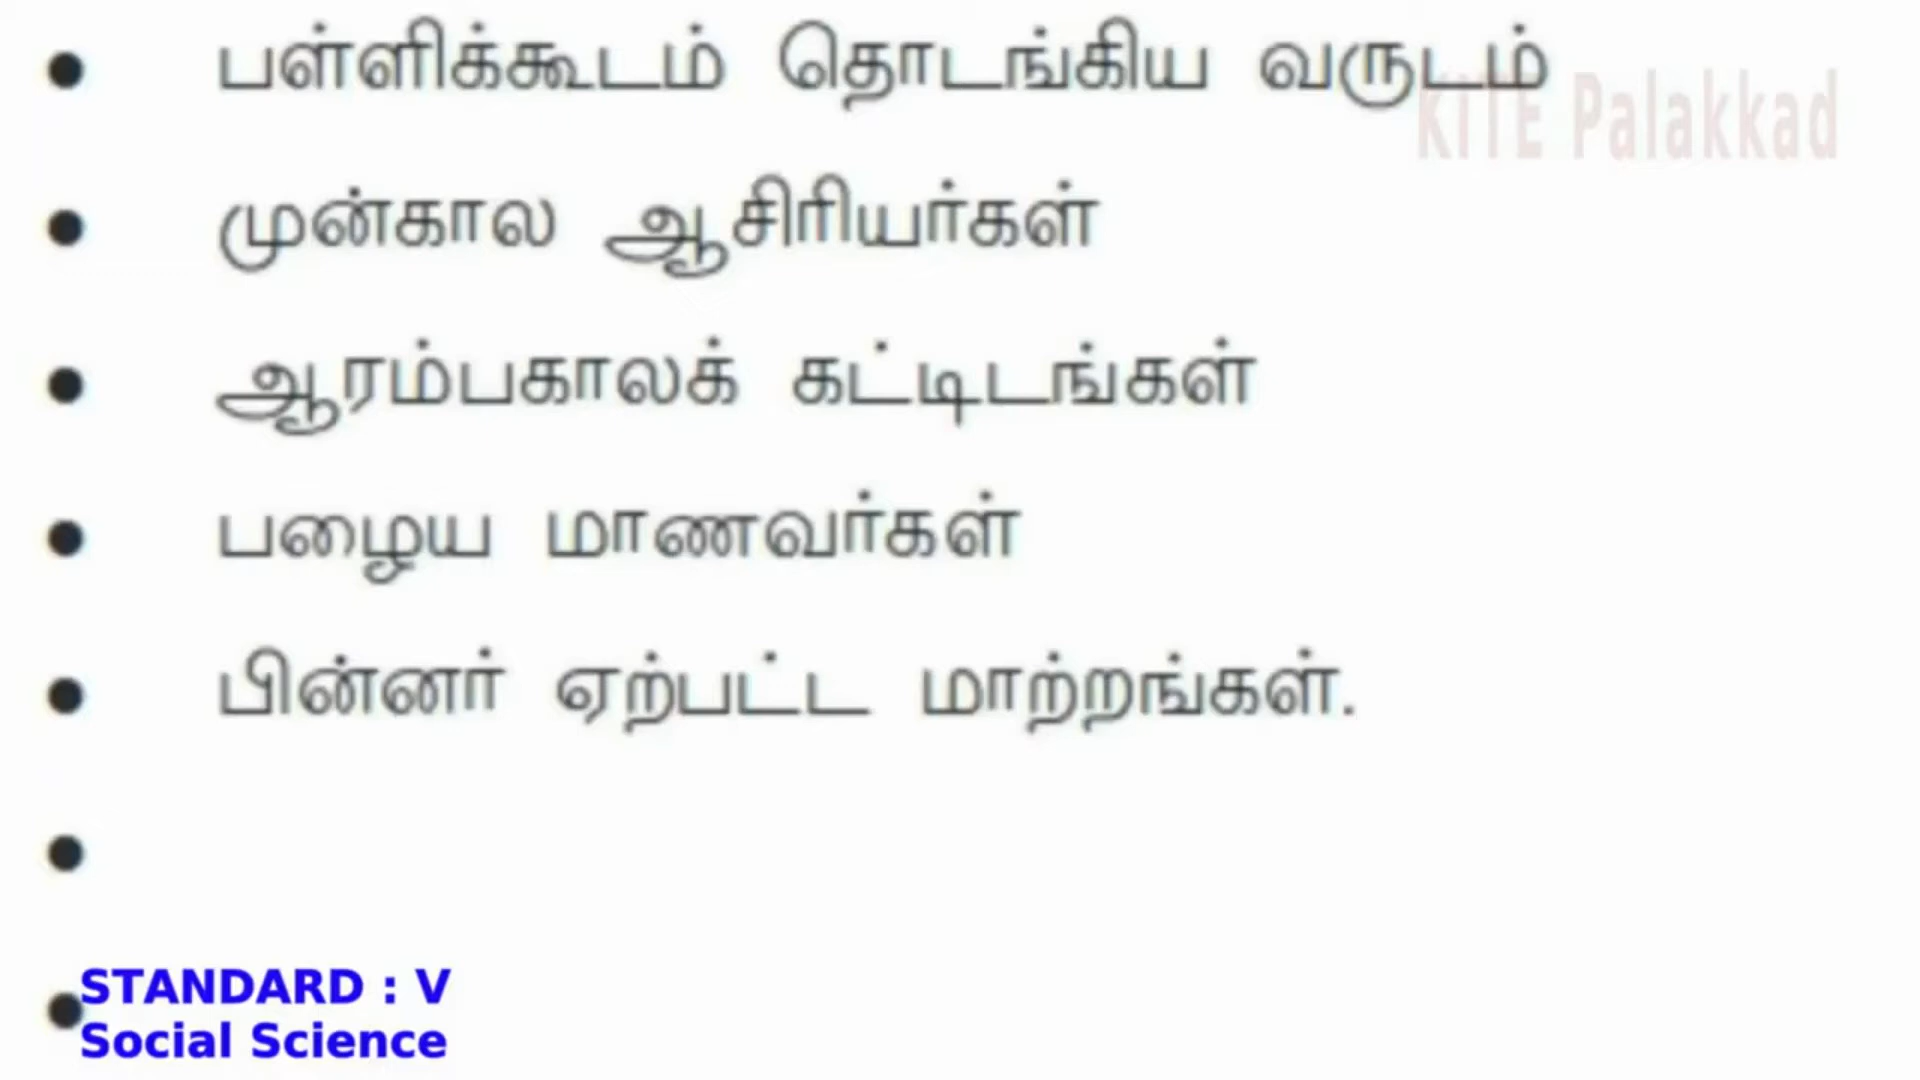 • பள்ளிக்கூடம் தொடங்கிய வருடம்
KITE Palakkad
• முன்கால ஆசிரியர்கள்
• ஆரம்பகாலக் கட்டிடங்கள்
• பழைய மாணவர்கள்
• பின்னர் ஏற்பட்ட மாற்றங்கள்.
•
• STANDARD : V
Social Science